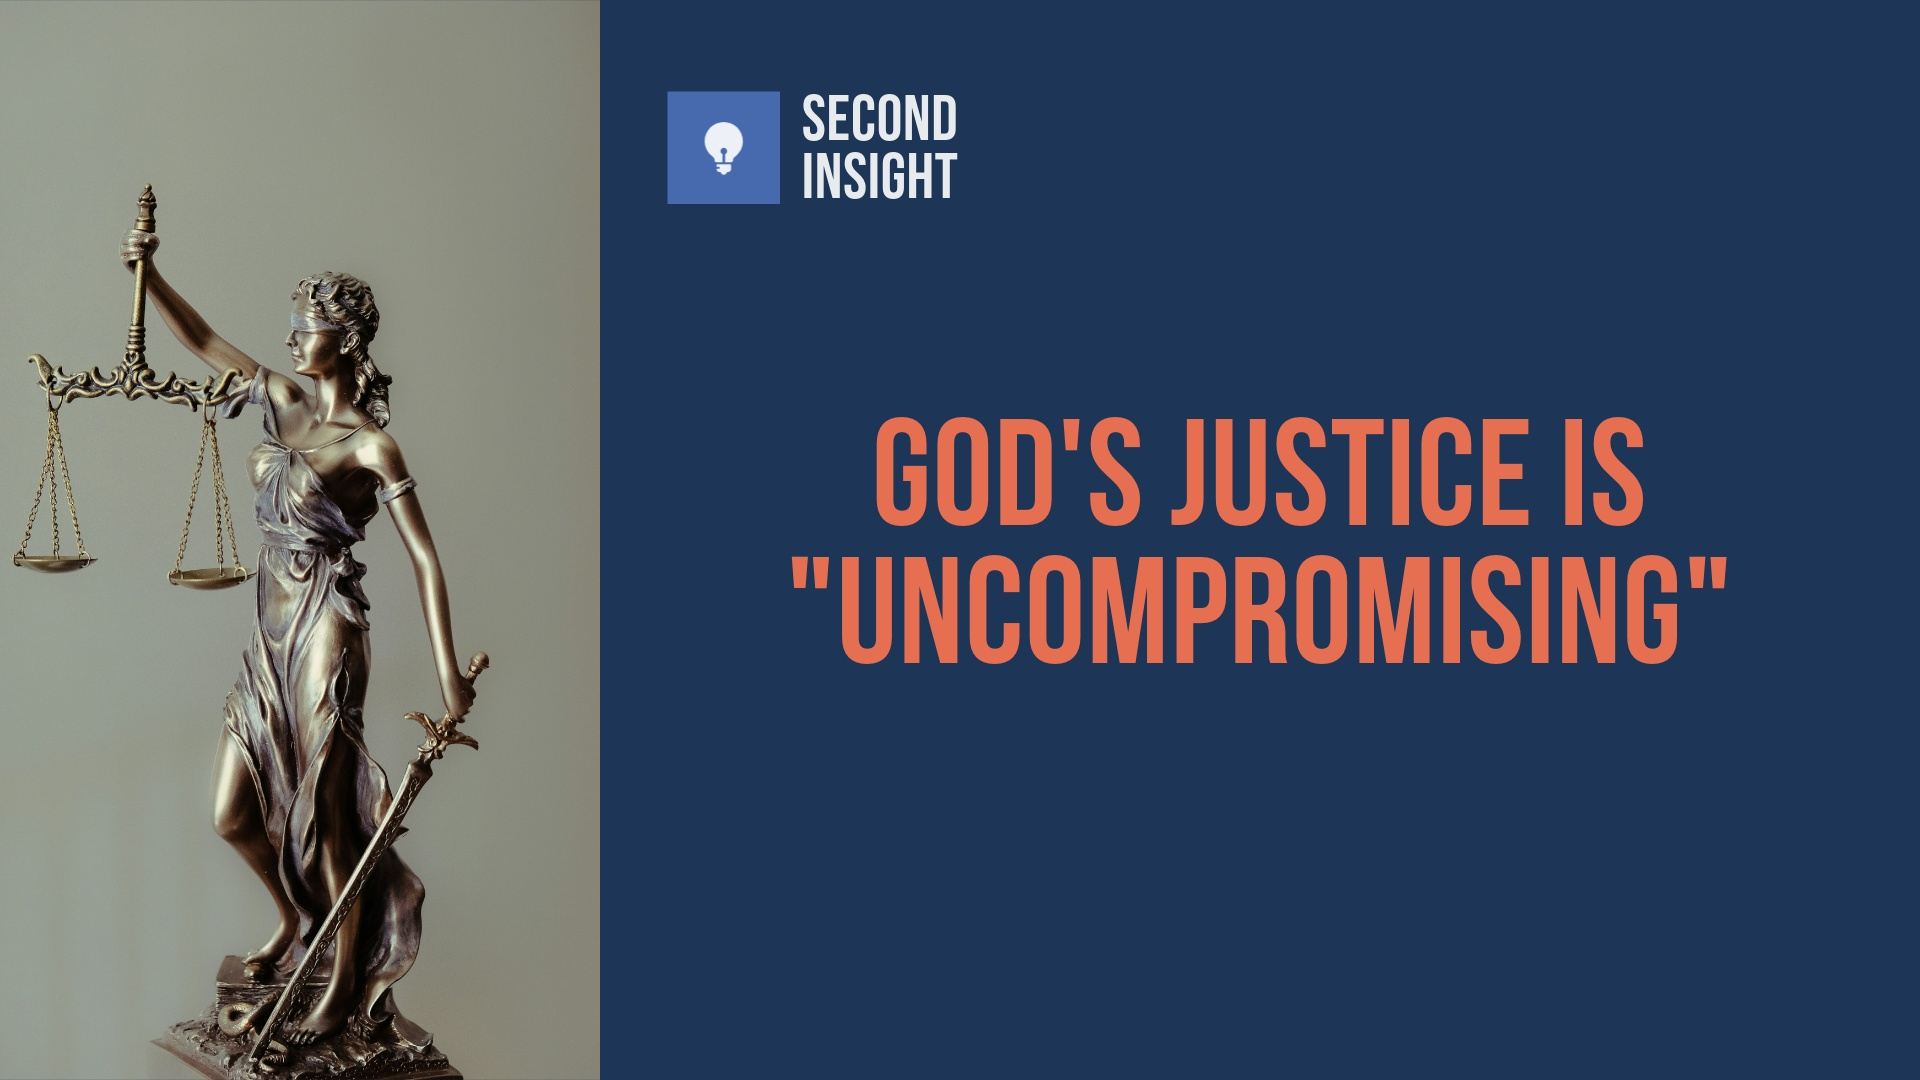 SECOND
INSIGHT
GOD'S JUSTICE IS
"UNCOMPROMISING"